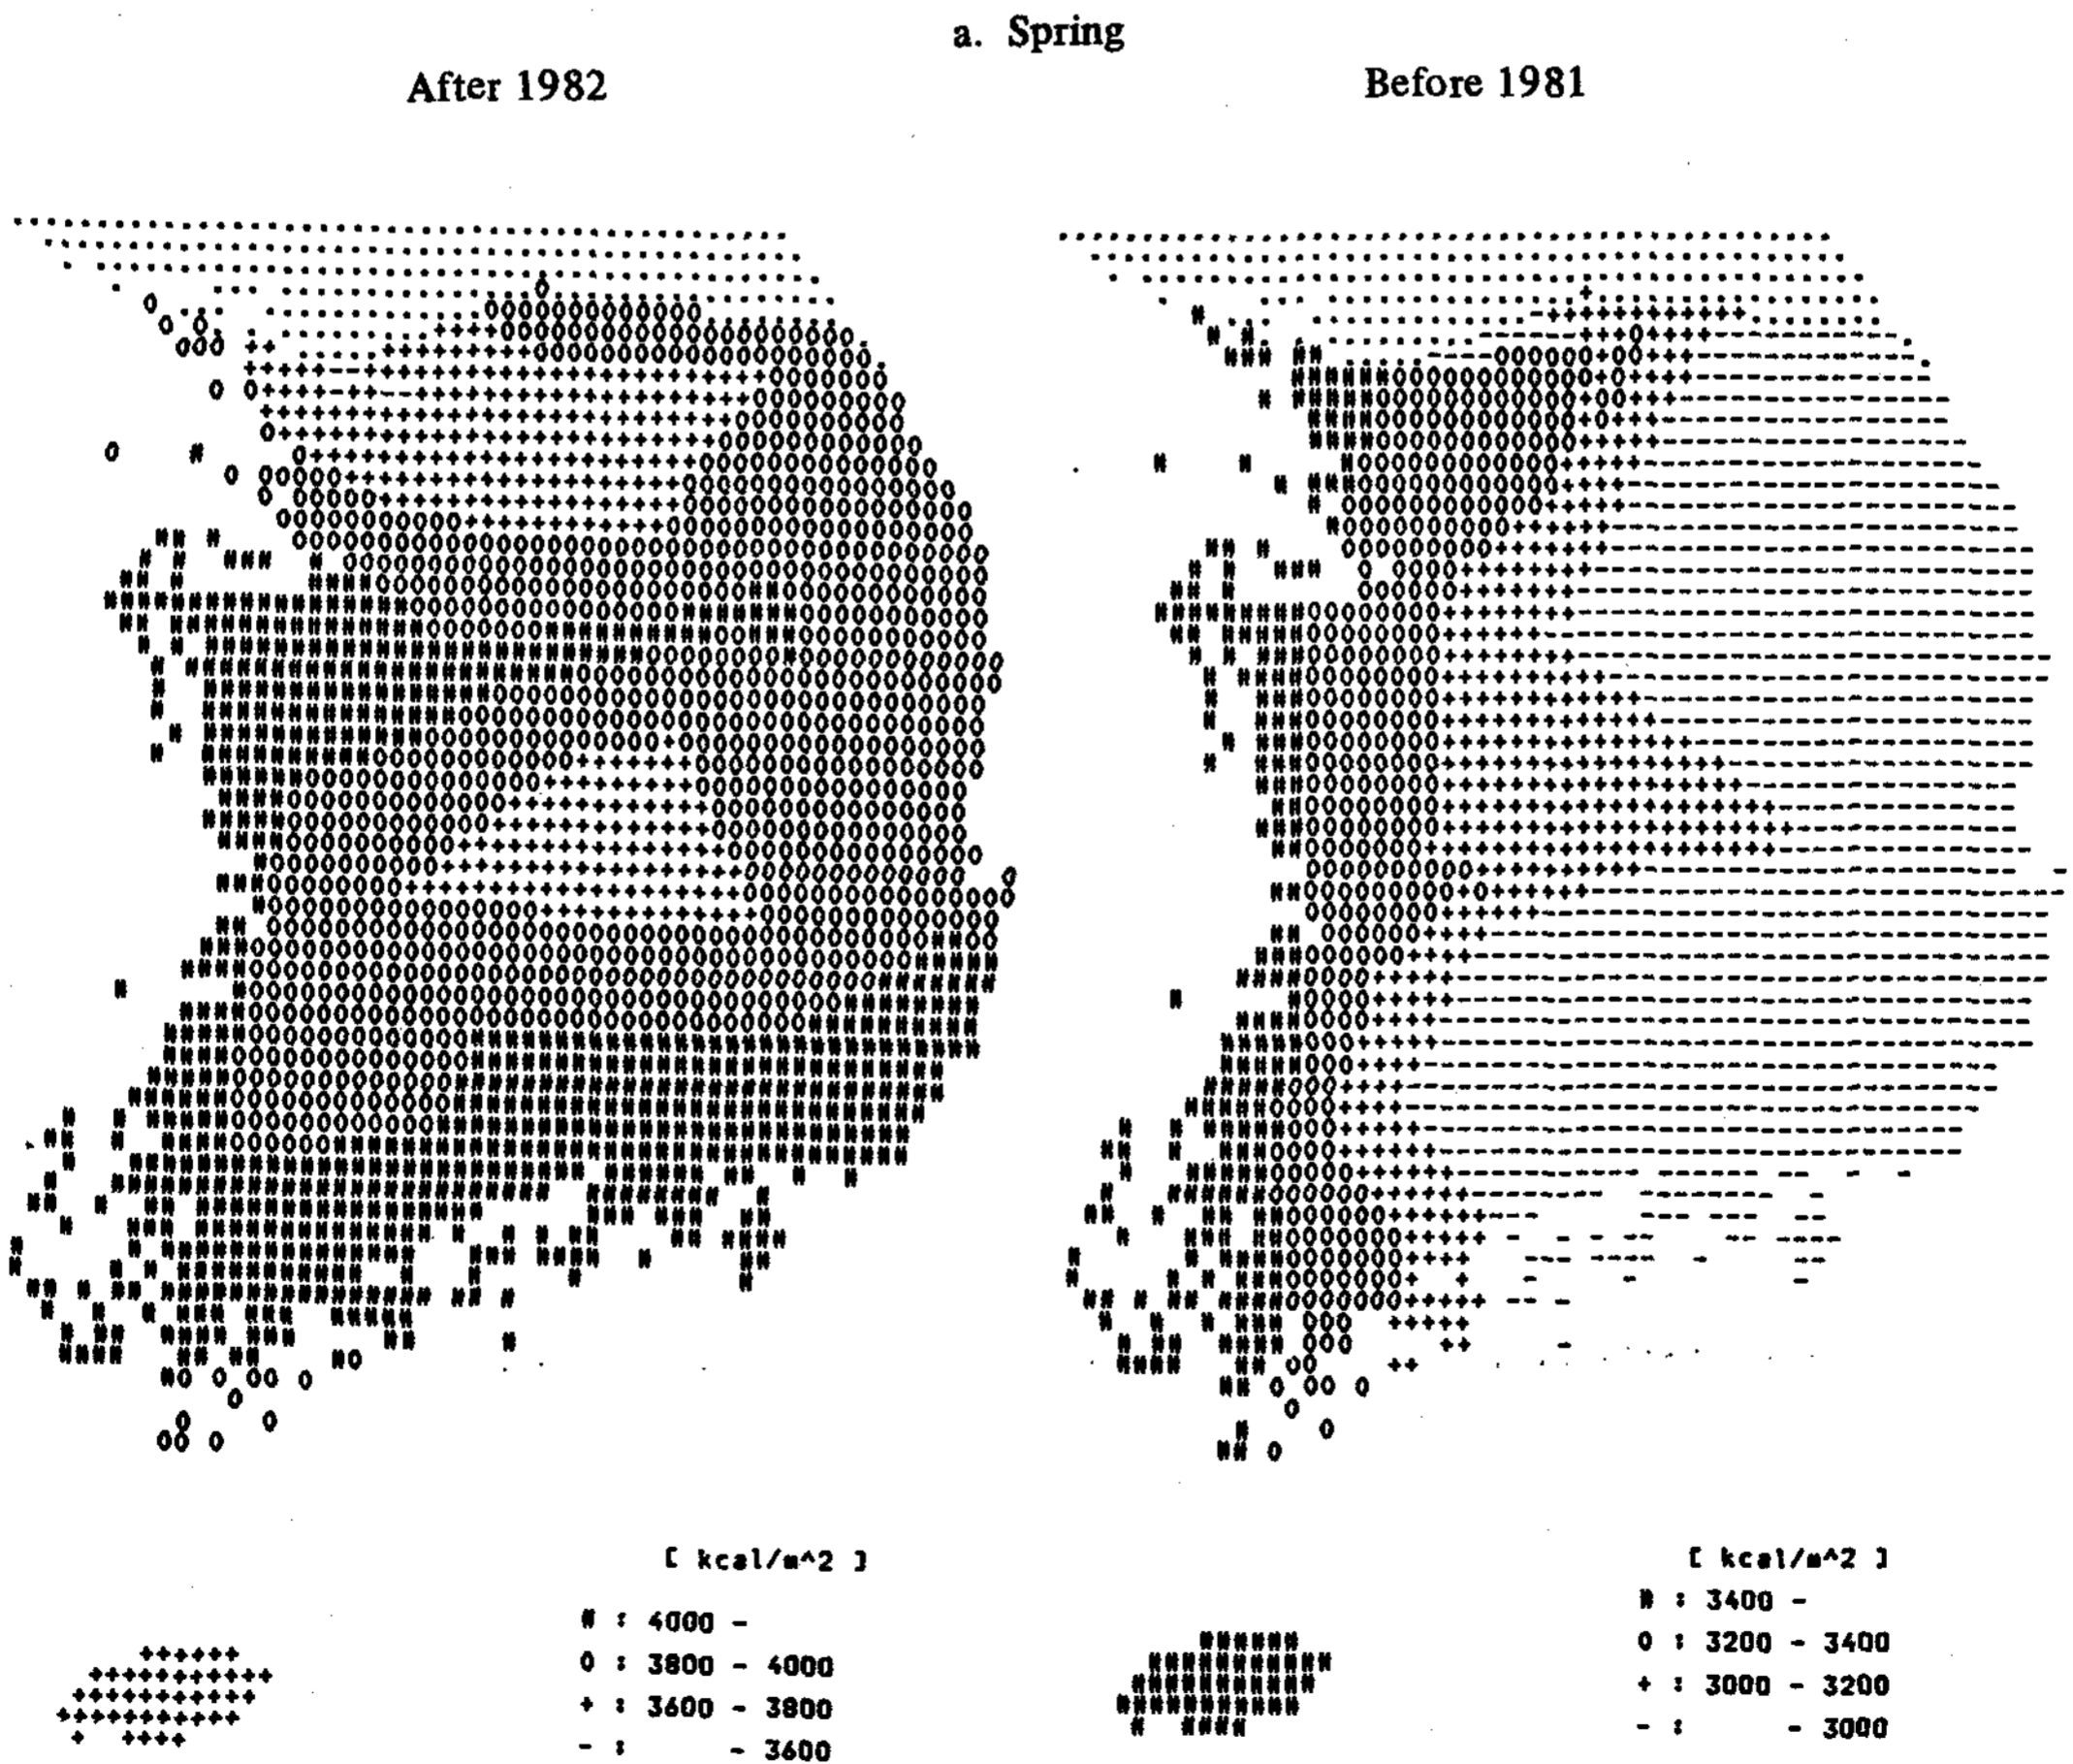 a. Spring
After 1982
Before 1981
[ kcal/m^2 ]
# : 4000 -
0 : 3800 - 4000
+ : 3600 - 3800
- : - 3600
[ kcal/m^2 ]
# : 3400 -
0 : 3200 - 3400
+ : 3000 - 3200
- : - 3000